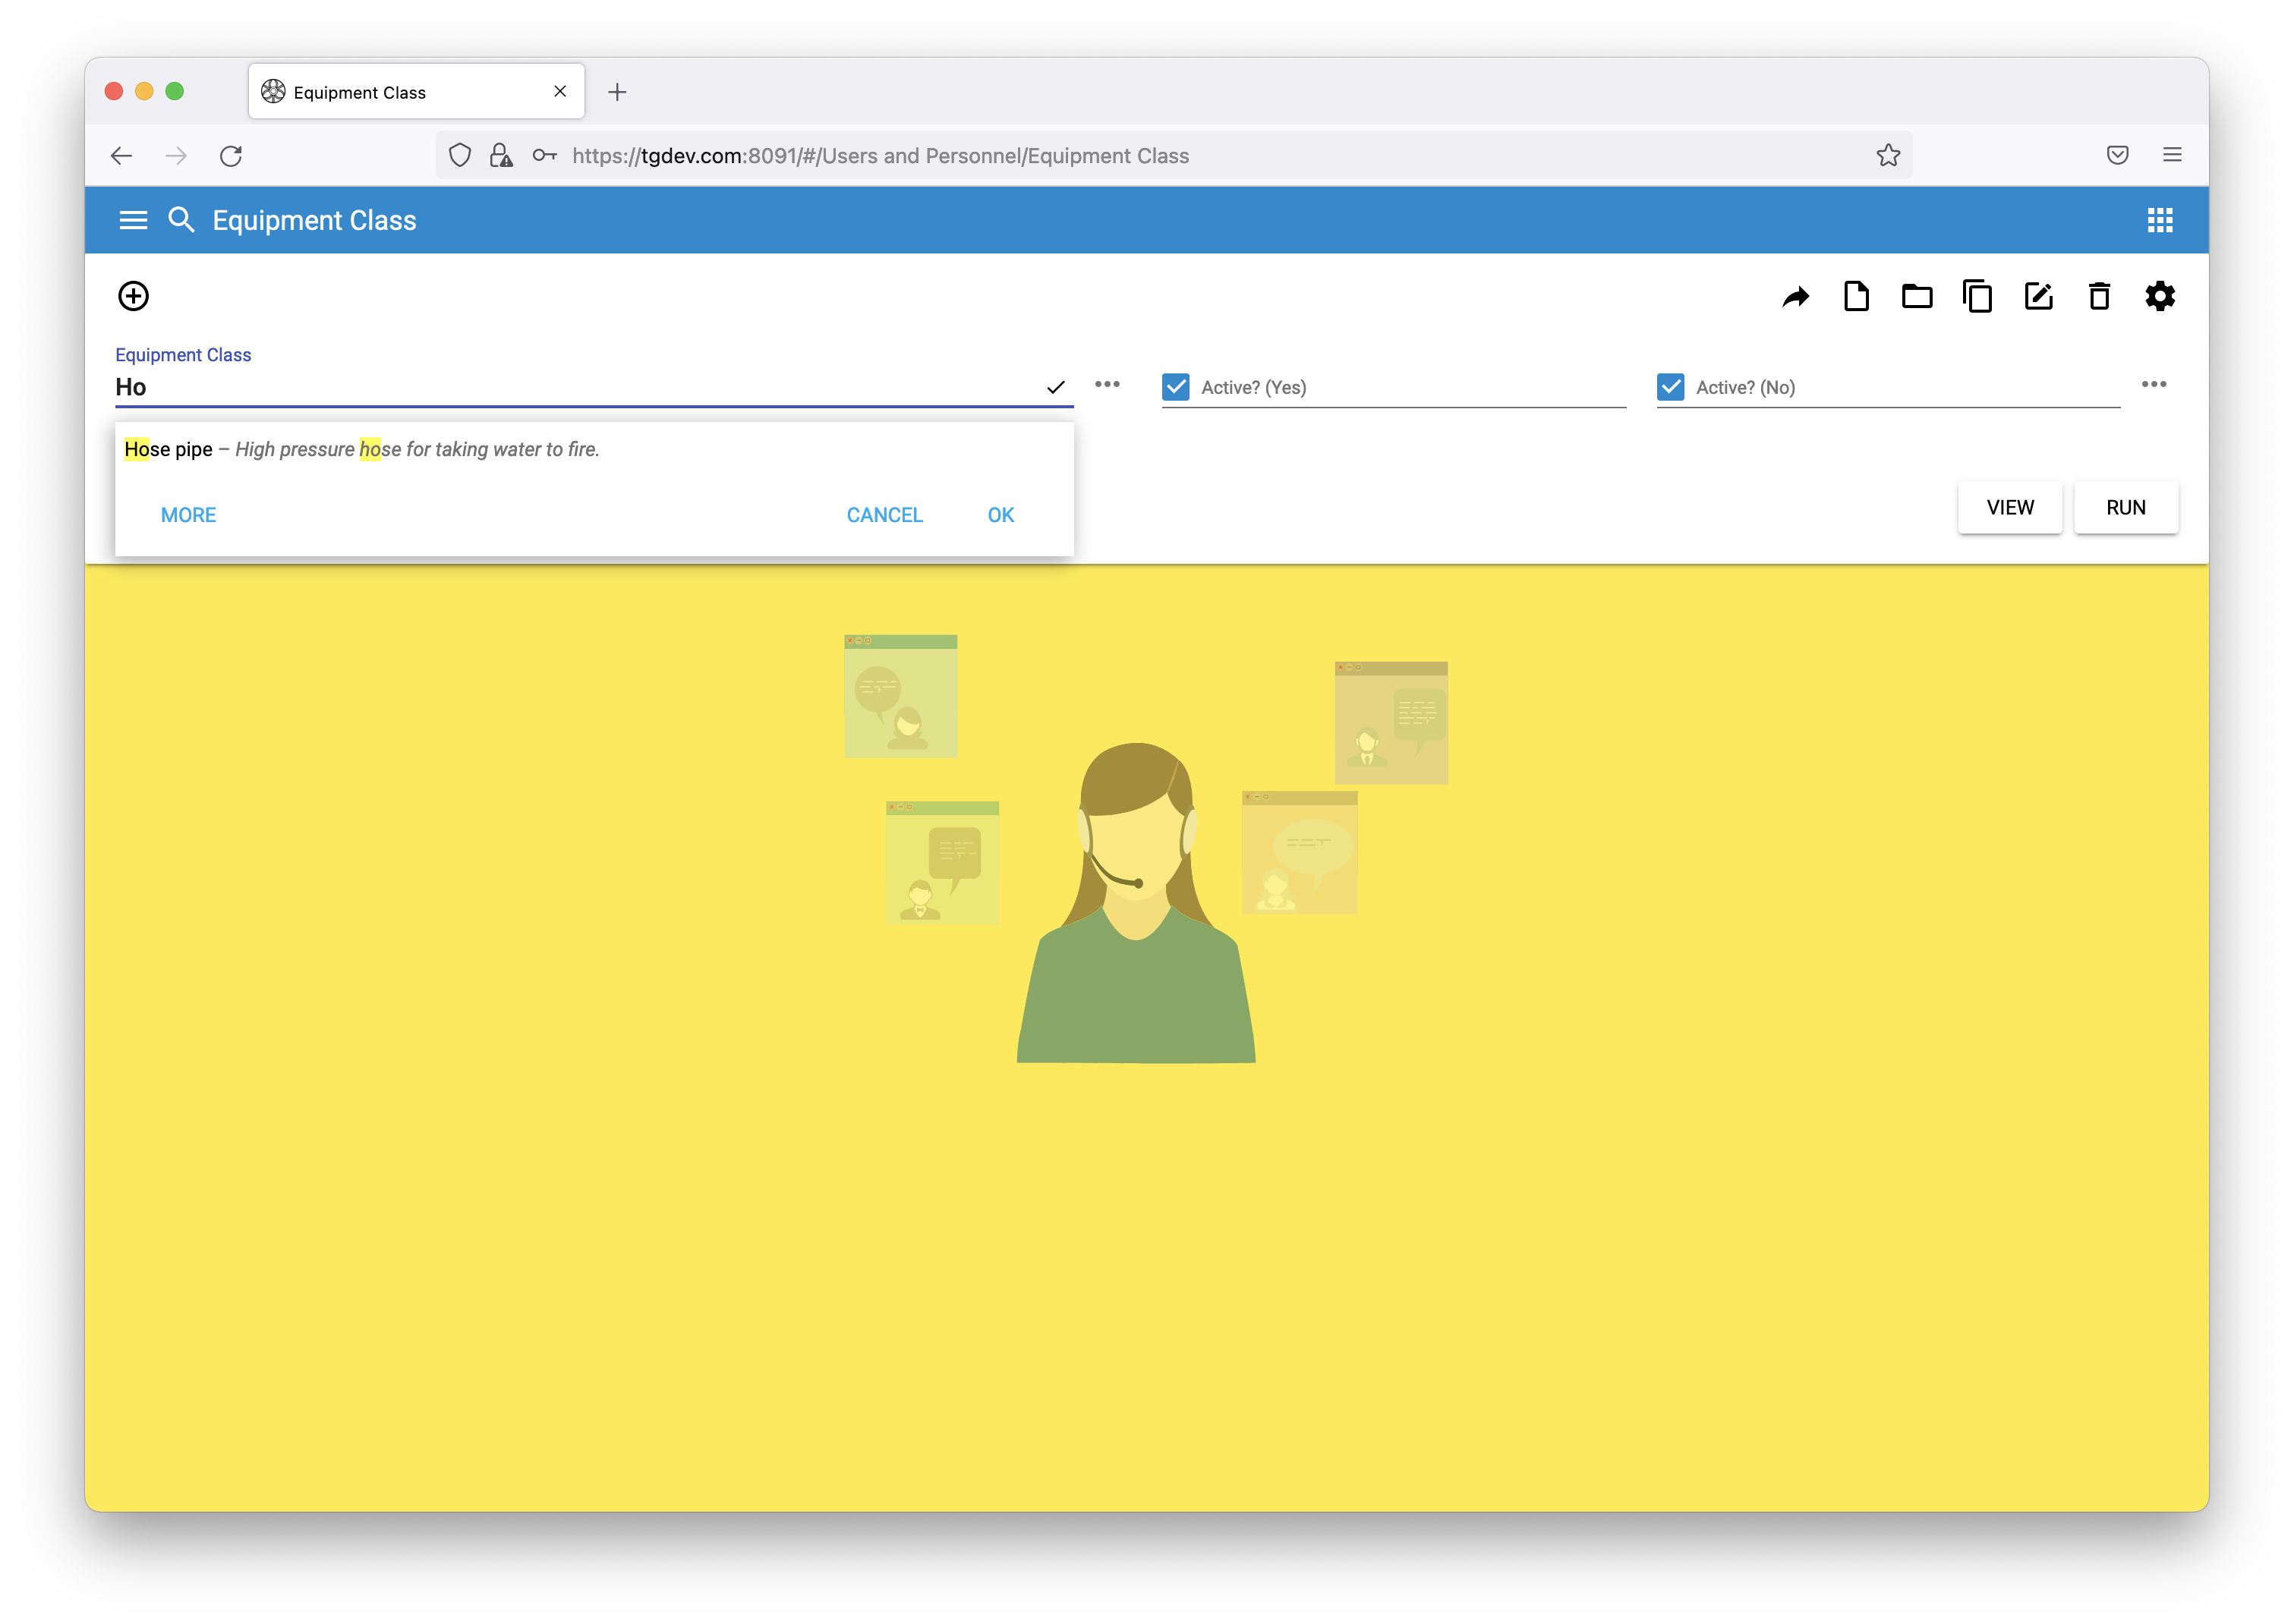 Equipment Class
https://tgdev.com:8091/#/Users and Personnel/Equipment Class
Equipment Class
Equipment Class
Ho
Active? (Yes)
Active? (No)
Hose pipe – High pressure hose for taking water to fire.
MORE
CANCEL
OK
VIEW
RUN